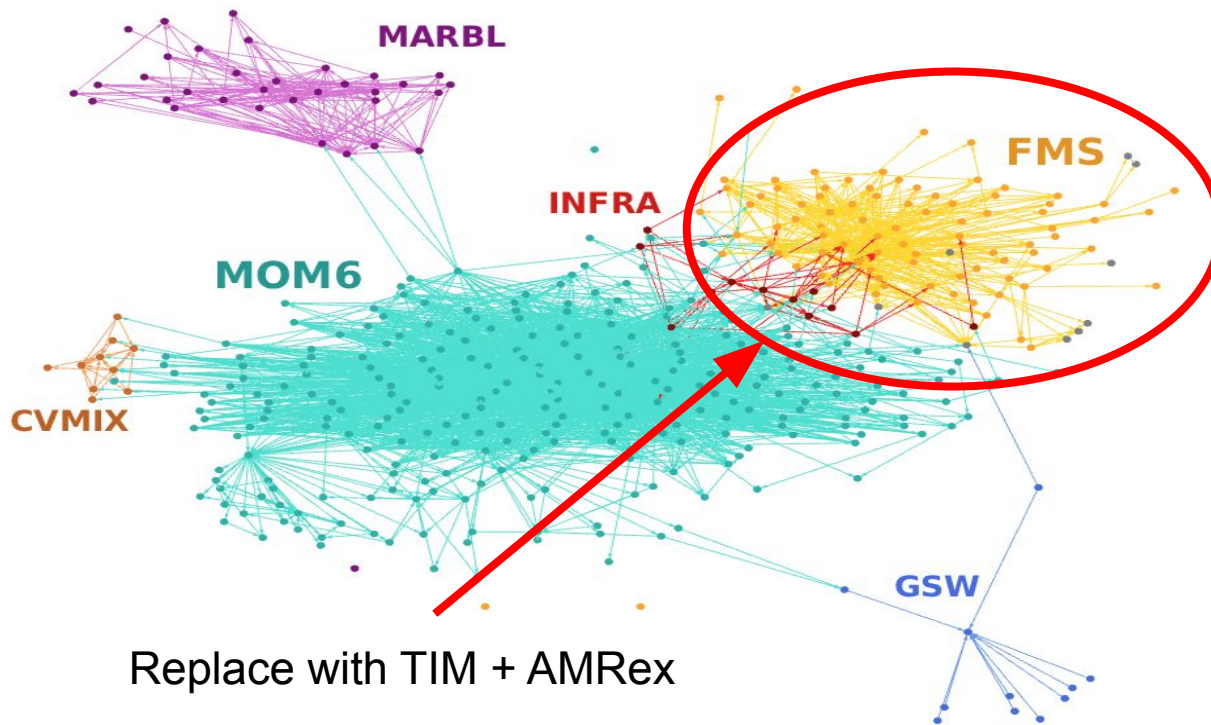 MARBL
FMS
INFRA
MOM6
CVMIX
GSW
Replace with TIM + AMRex